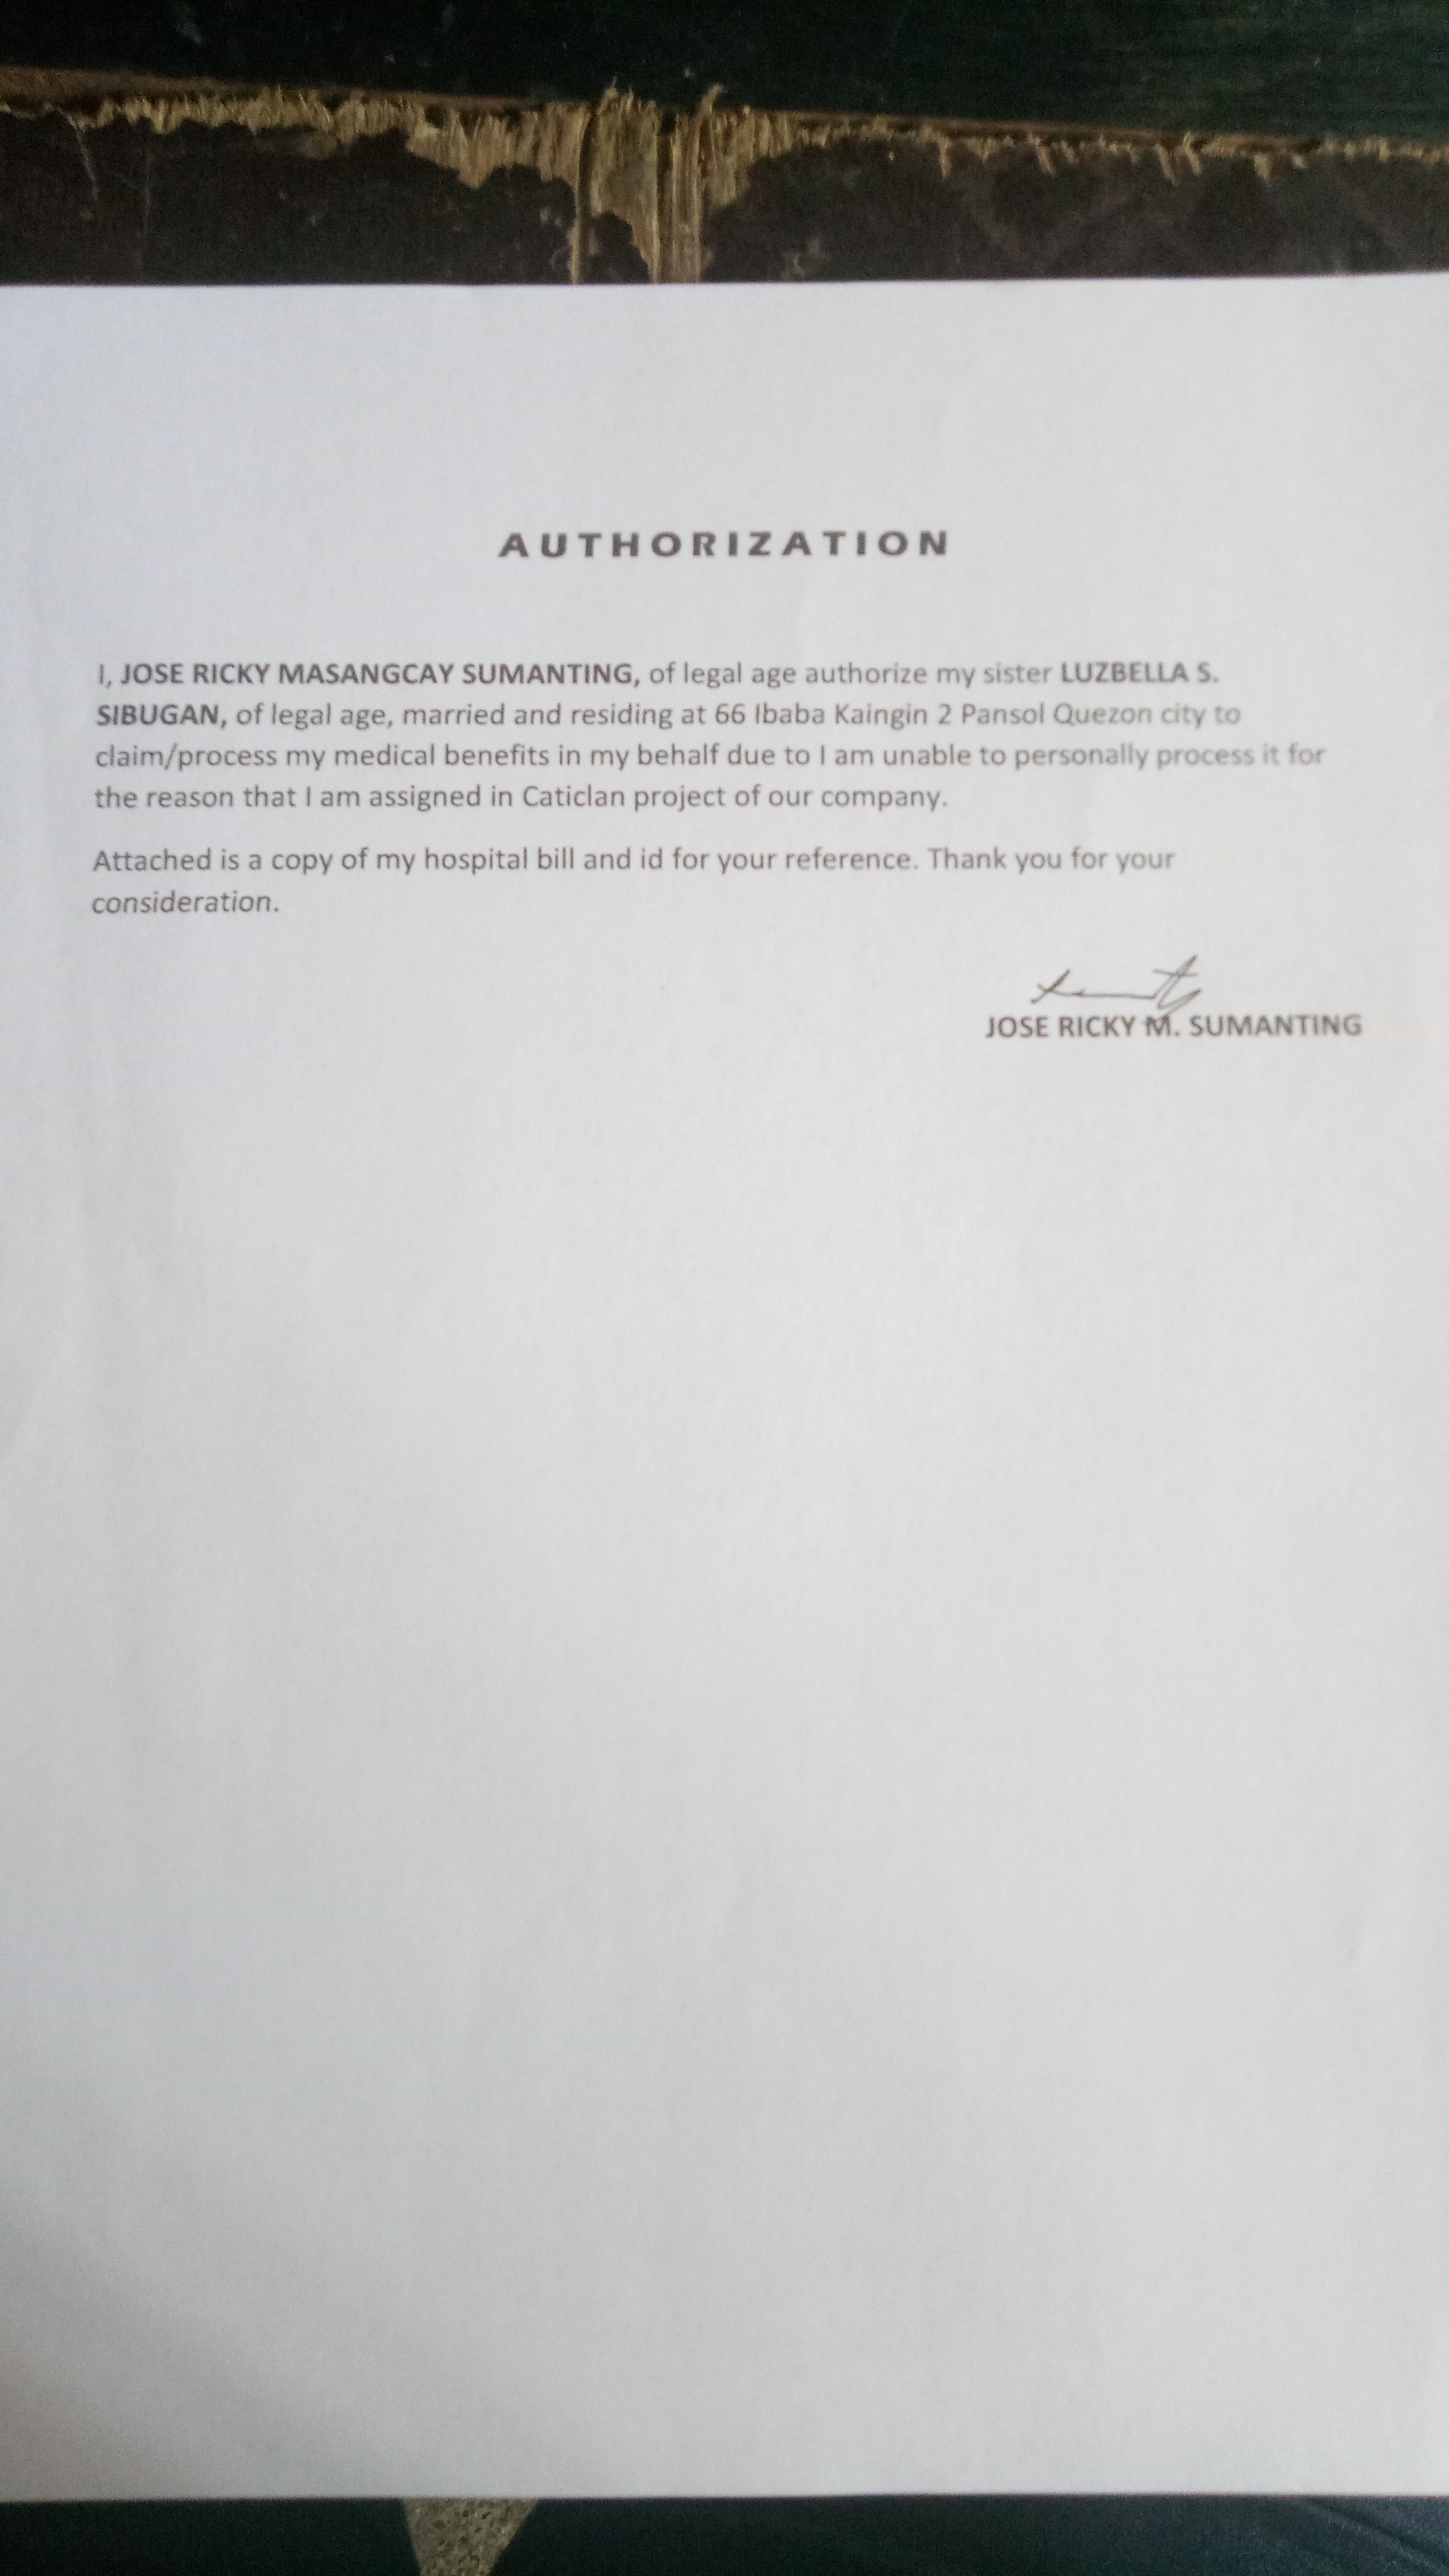 AUTHORIZATION
I, JOSE RICKY MASANGCAY SUMANTING, of legal age authorize my sister LUZBELLA S.
SIBUGAN, of legal age, married and residing at 66 Ibaba Kaingin 2 Pansol Quezon city to
claim/process my medical benefits in my behalf due to I am unable to personally process it for
the reason that I am assigned in Caticlan project of our company.
Attached is a copy of my hospital bill and id for your reference. Thank you for your
consideration.
JOSE RICKY M. SUMANTING